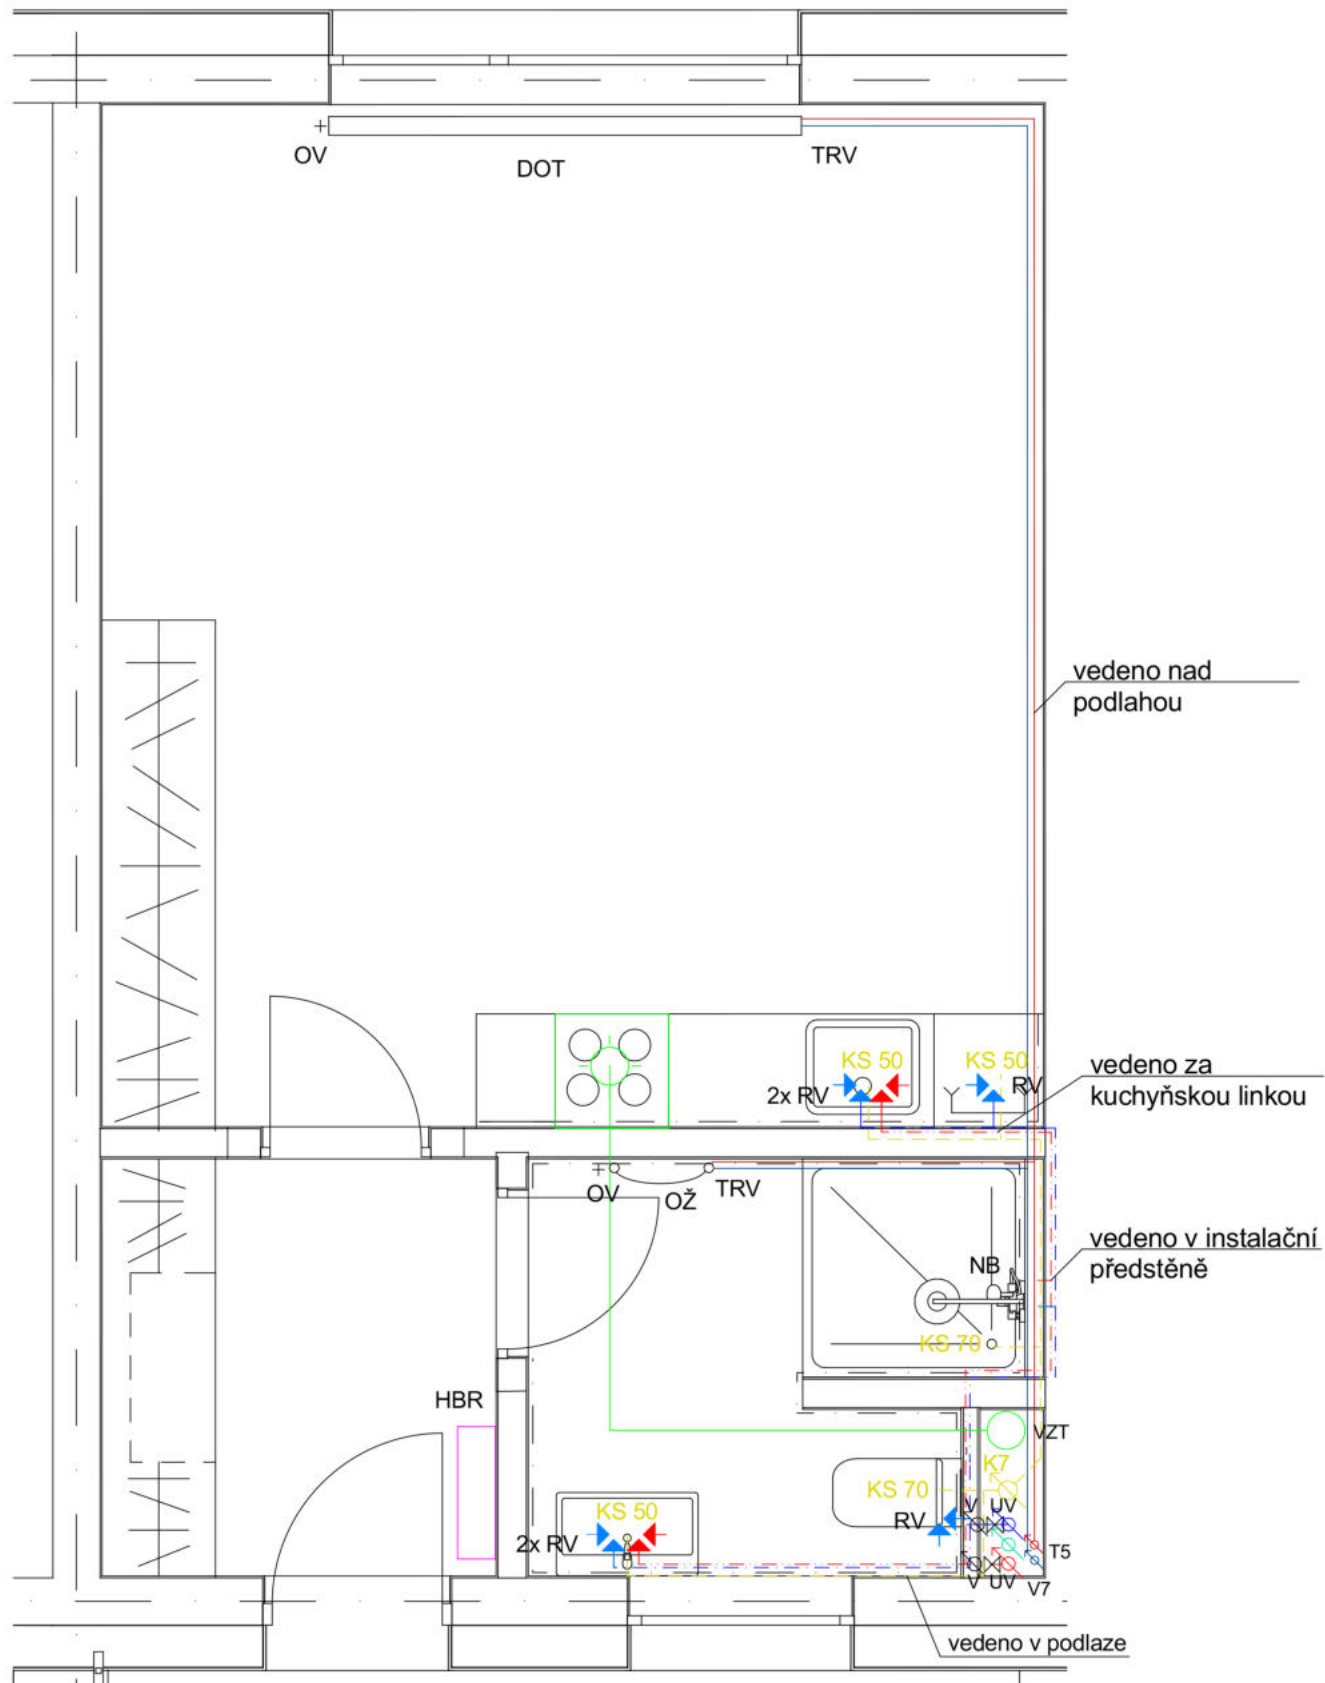 OV
DOT
TRV
vedeno nad
podlahou
KS 50
KS 50
2x RV
RV
vedeno za
kuchyňskou linkou
OV
OŽ
TRV
vedeno v instalační
předstěně
NB
KS 70
HBR
VZT
K7
KS 70
RV
V
UV
KS 50
2x RV
T5
V
UV
V7
vedeno v podlaze